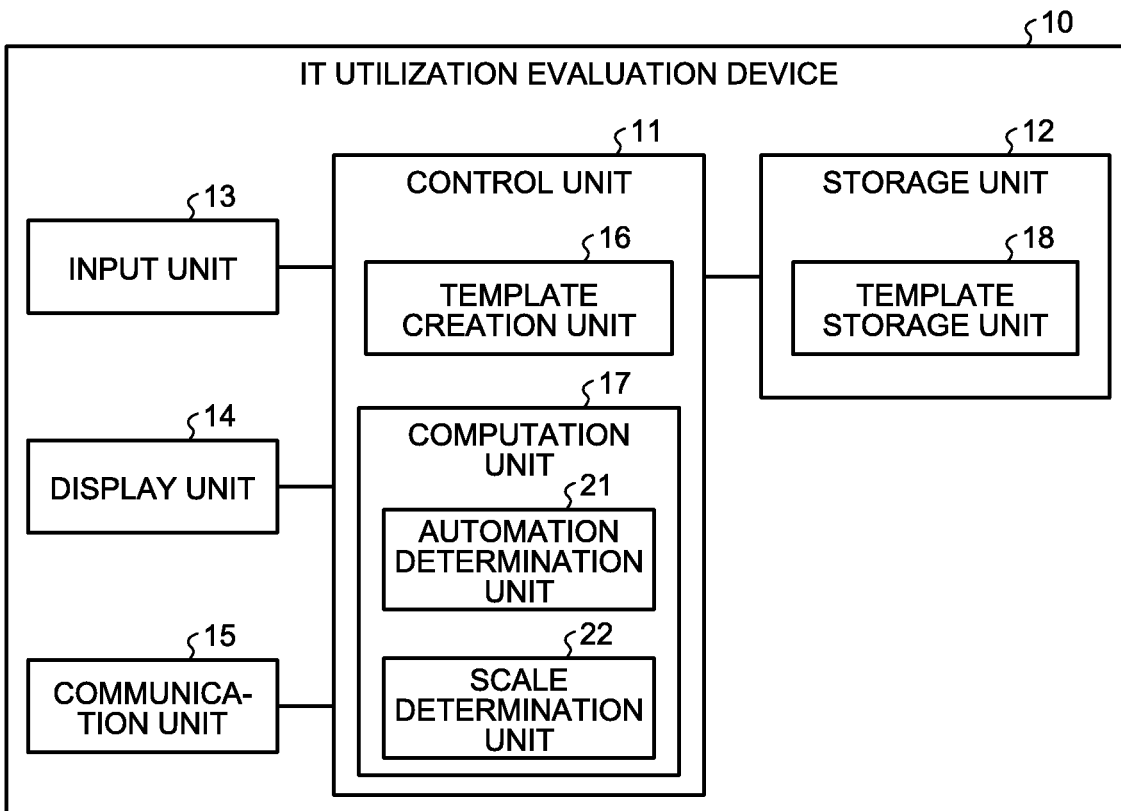 10
IT UTILIZATION EVALUATION DEVICE
13
INPUT UNIT
14
DISPLAY UNIT
15
COMMUNICA-
TION UNIT
11
CONTROL UNIT
16
TEMPLATE
CREATION UNIT
17
COMPUTATION
UNIT
21
AUTOMATION
DETERMINATION
UNIT
22
SCALE
DETERMINATION
UNIT
12
STORAGE UNIT
18
TEMPLATE
STORAGE UNIT